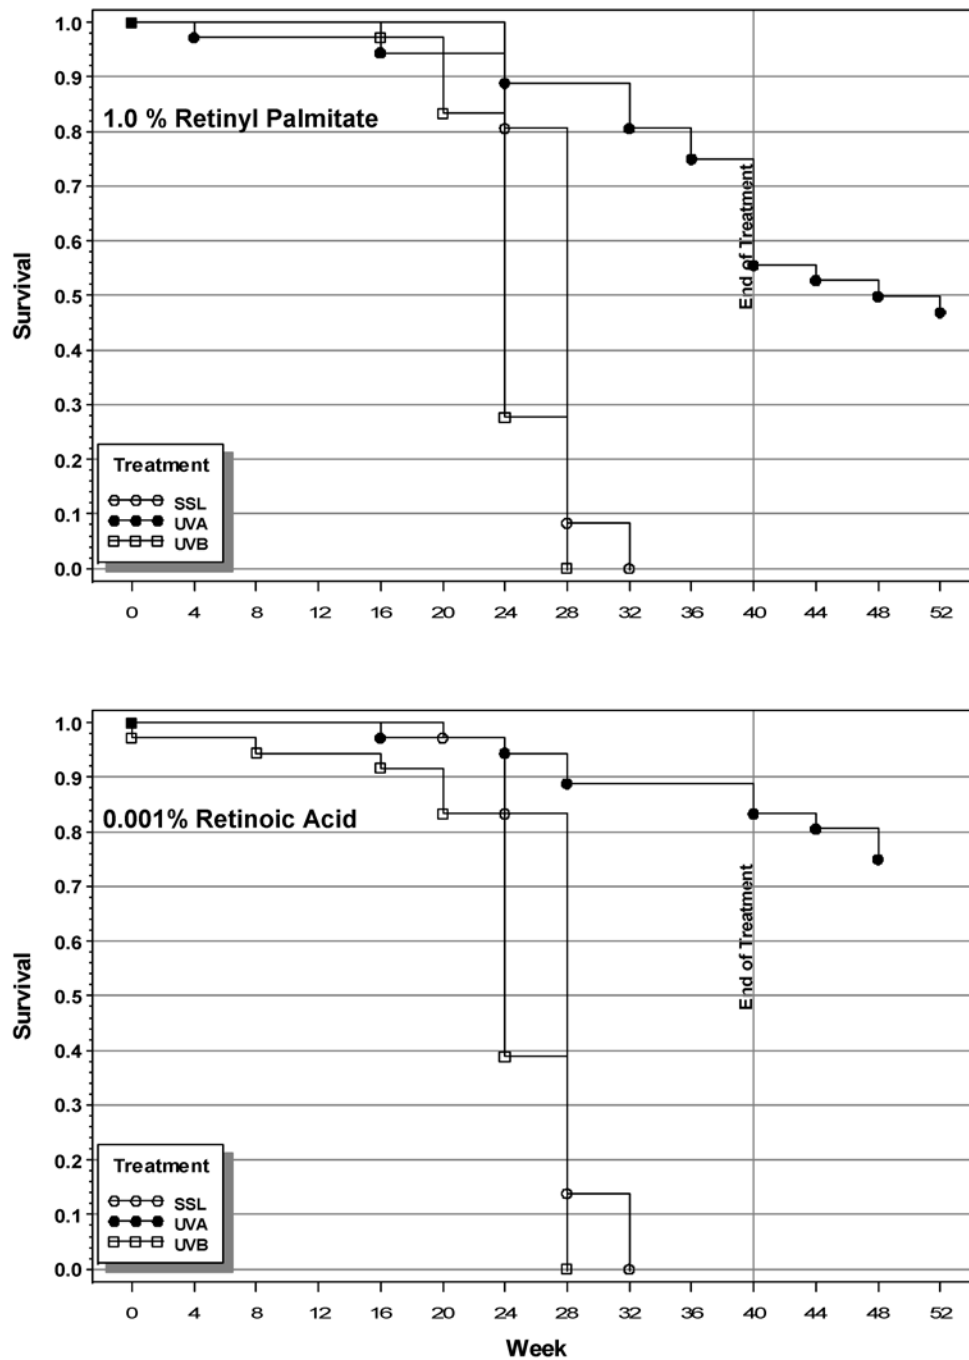 1.0
0.9
1.0 % Retinyl Palmitate
0.8
0.7
0.6
Survival
End of Treatment
0.5
0.4
0.3
0.2
0.1
0.0
Treatment
SSL
UVA
UVB
0 4 8 12 16 20 24 28 32 36 40 44 48 52
1.0
0.9
0.001% Retinoic Acid
0.8
0.7
0.6
Survival
End of Treatment
0.5
0.4
0.3
0.2
0.1
0.0
Treatment
SSL
UVA
UVB
0 4 8 12 16 20 24 28 32 36 40 44 48 52
Week